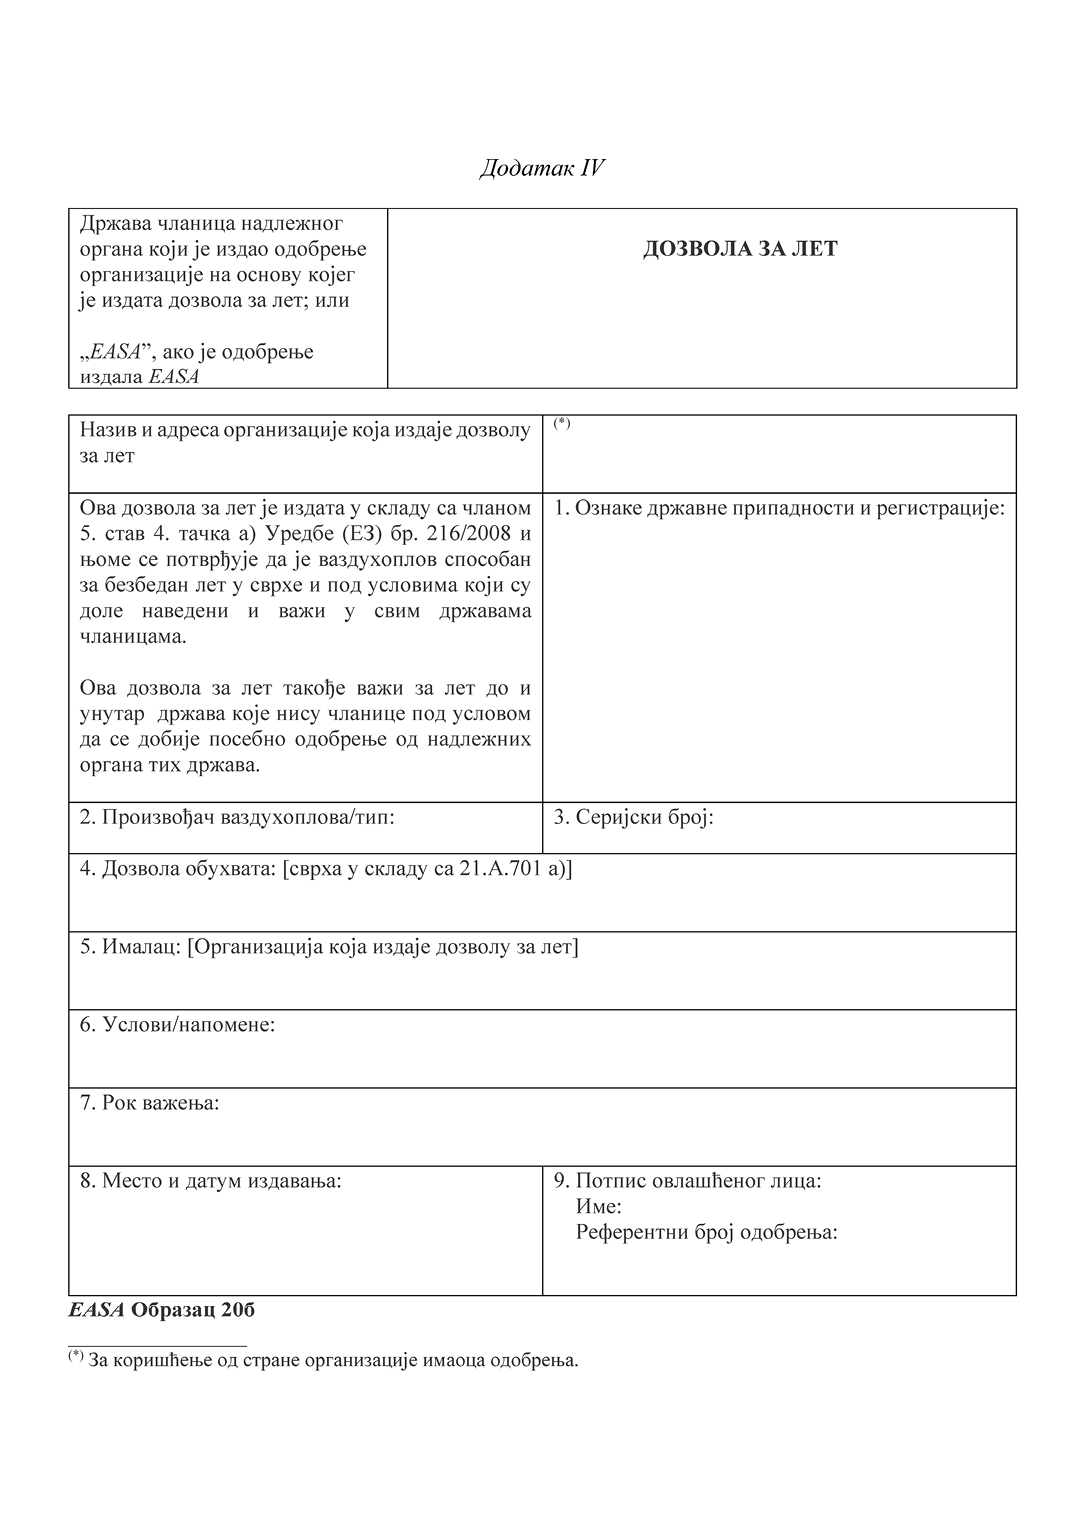 Додатак IV
Држава чланица надлежног
органа који је издао одобрење
организације на основу којег
је издата дозвола за лет; или
„EASA”, ако је одобрење
издала EASA
ДОЗВОЛА ЗА ЛЕТ
Назив и адреса организације која издаје дозволу
за лет
(*)
Ова дозвола за лет је издата у складу са чланом
5. став 4. тачка а) Уредбе (ЕЗ) бр. 216/2008 и
њоме се потврђује да је ваздухоплов способан
за безбедан лет у сврхе и под условима који су
доле наведени и важи у свим државама
чланицама.
Ова дозвола за лет такође важи за лет до и
унутар држава које нису чланице под условом
да се добије посебно одобрење од надлежних
органа тих држава.
1. Ознаке државне припадности и регистрације:
2. Произвођач ваздухоплова/тип:
3. Серијски број:
4. Дозвола обухвата: [сврха у складу са 21.А.701 а)]
5. Ималац: [Организација која издаје дозволу за лет]
6. Услови/напомене:
7. Рок важења:
8. Место и датум издавања:
9. Потпис овлашћеног лица:
Име:
Референтни број одобрења:
EASA Образац 20б
(*) За коришћење од стране организације имаоца одобрења.